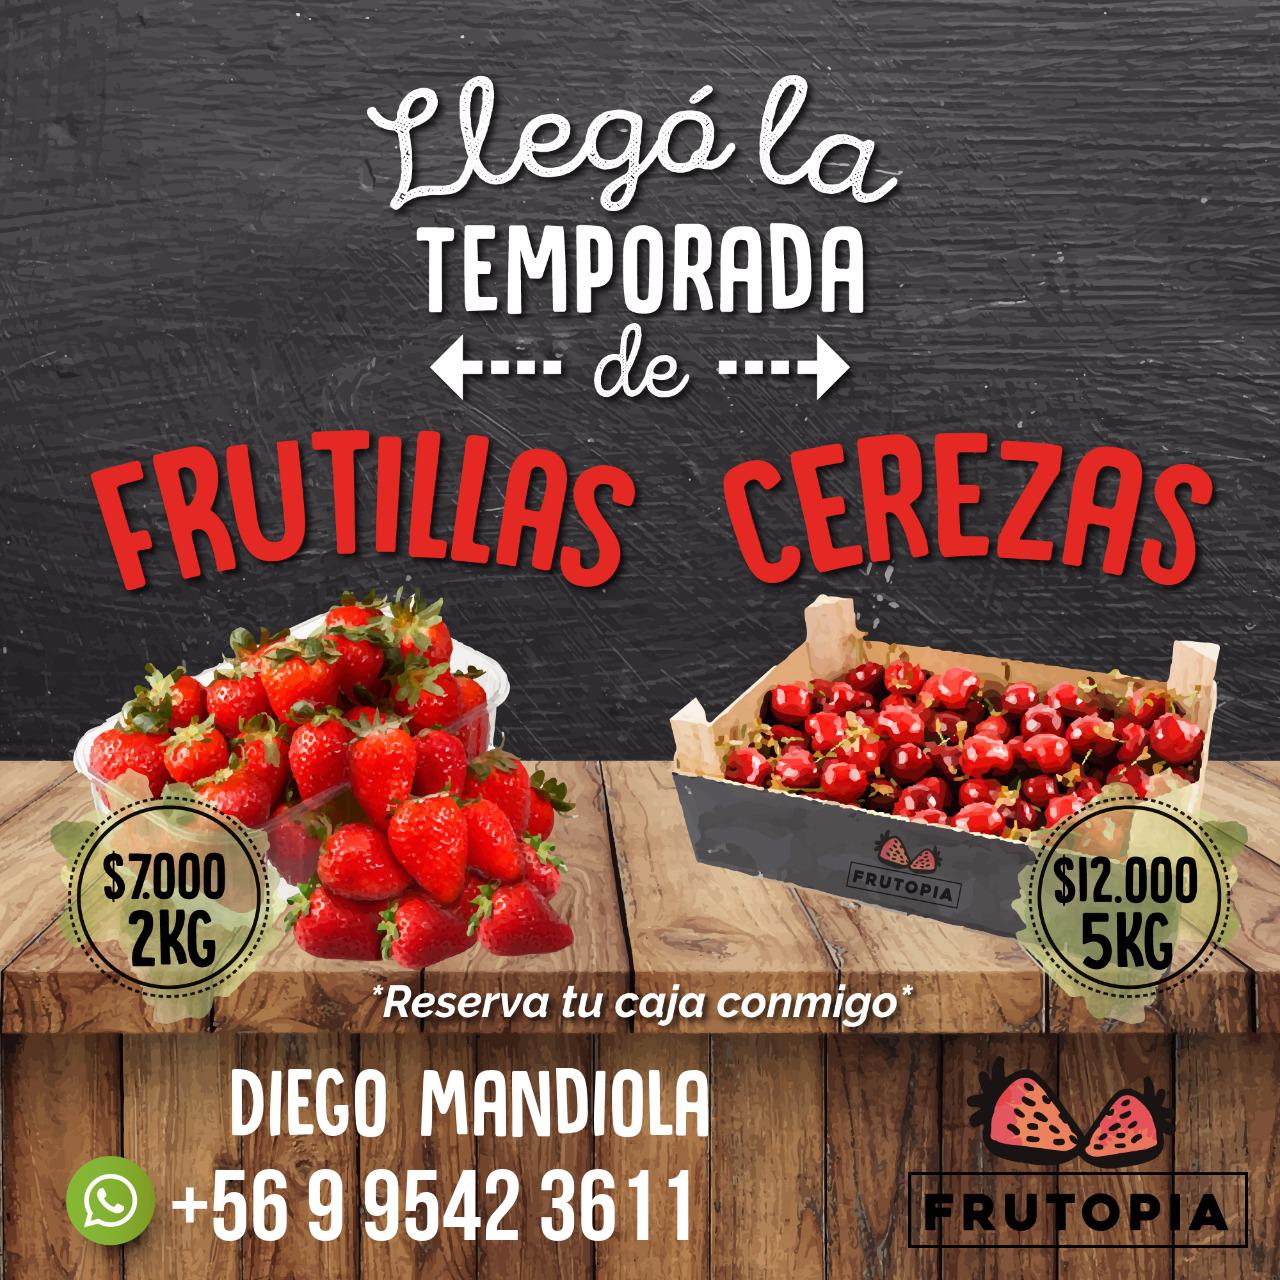 Llegó la
TEMPORADA
de
FRUTILLAS CEREZAS
FRUTOPIA
$7.000
2KG
$12.000
5KG
*Reserva tu caja conmigo*
DIEGO MANDIOLA
+56 9 9542 3611
FRUTOPIA